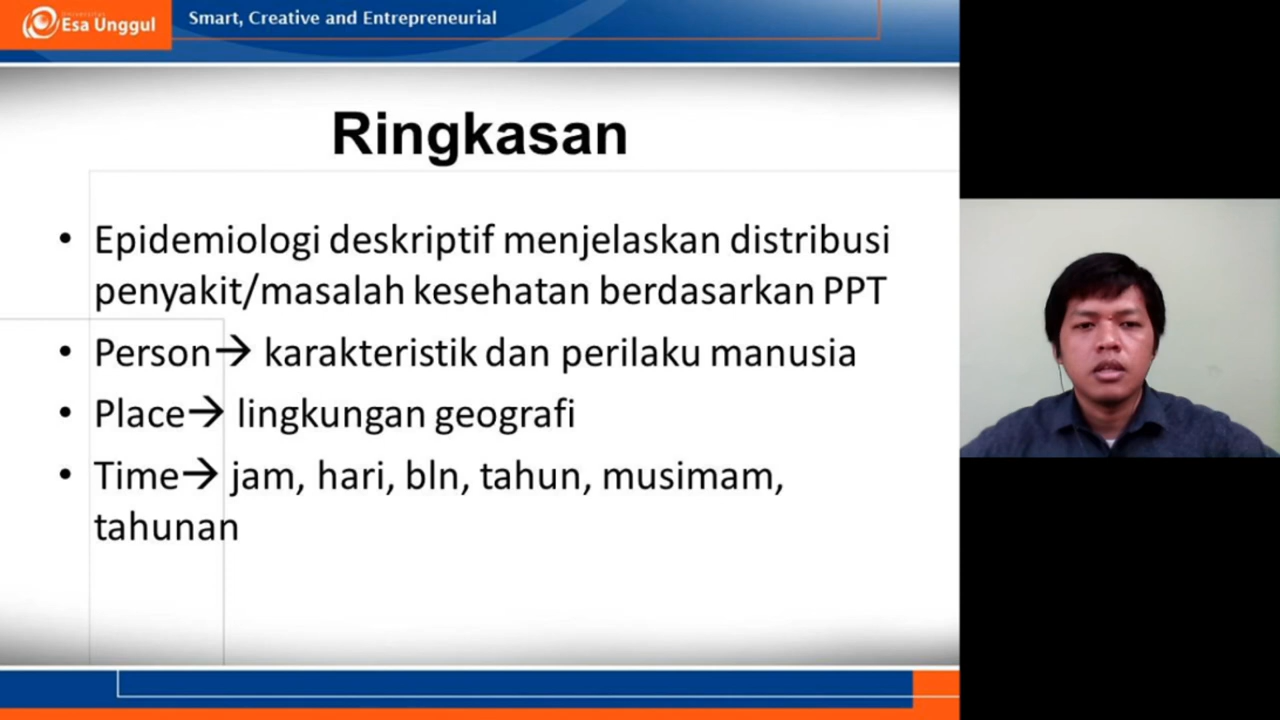 Universitas
Esa Unggul
Smart, Creative and Entrepreneurial
Ringkasan
• Epidemiologi deskriptif menjelaskan distribusi
penyakit/masalah kesehatan berdasarkan PPT
• Person→ karakteristik dan perilaku manusia
• Place→ lingkungan geografi
• Time→ jam, hari, bln, tahun, musimam,
tahunan